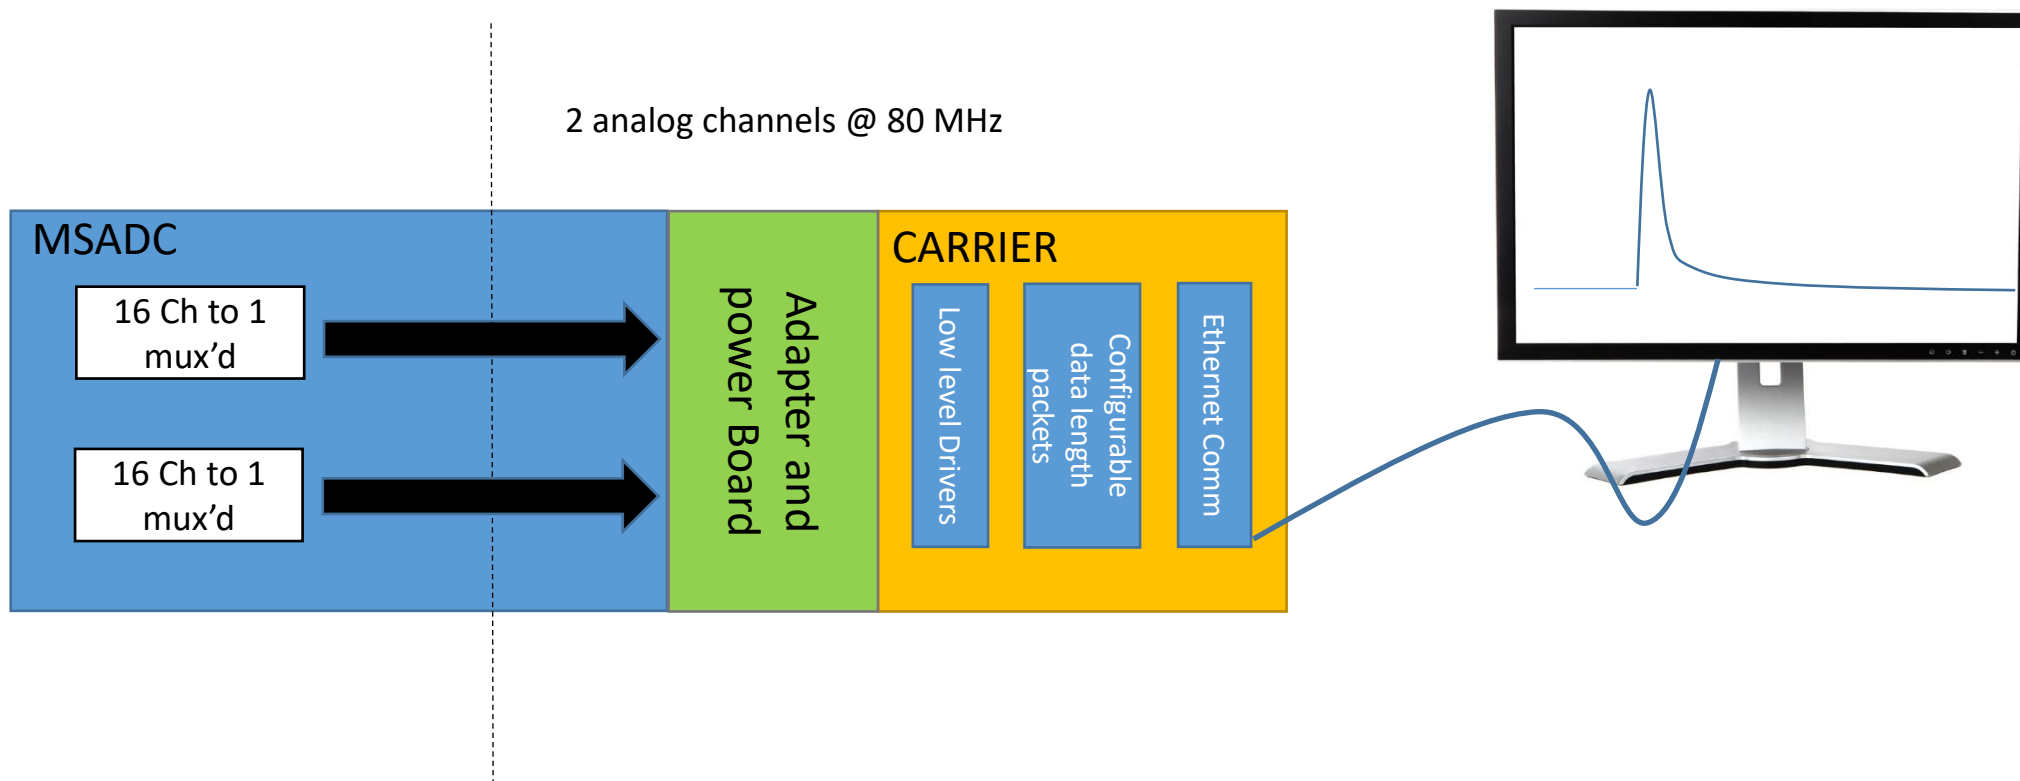 2 analog channels @ 80 MHz
MSADC
16 Ch to 1
mux’d
16 Ch to 1
mux’d
Adapter and
power Board
CARRIER
Low level Drivers
Configurable
data length
packets
Ethernet Comm